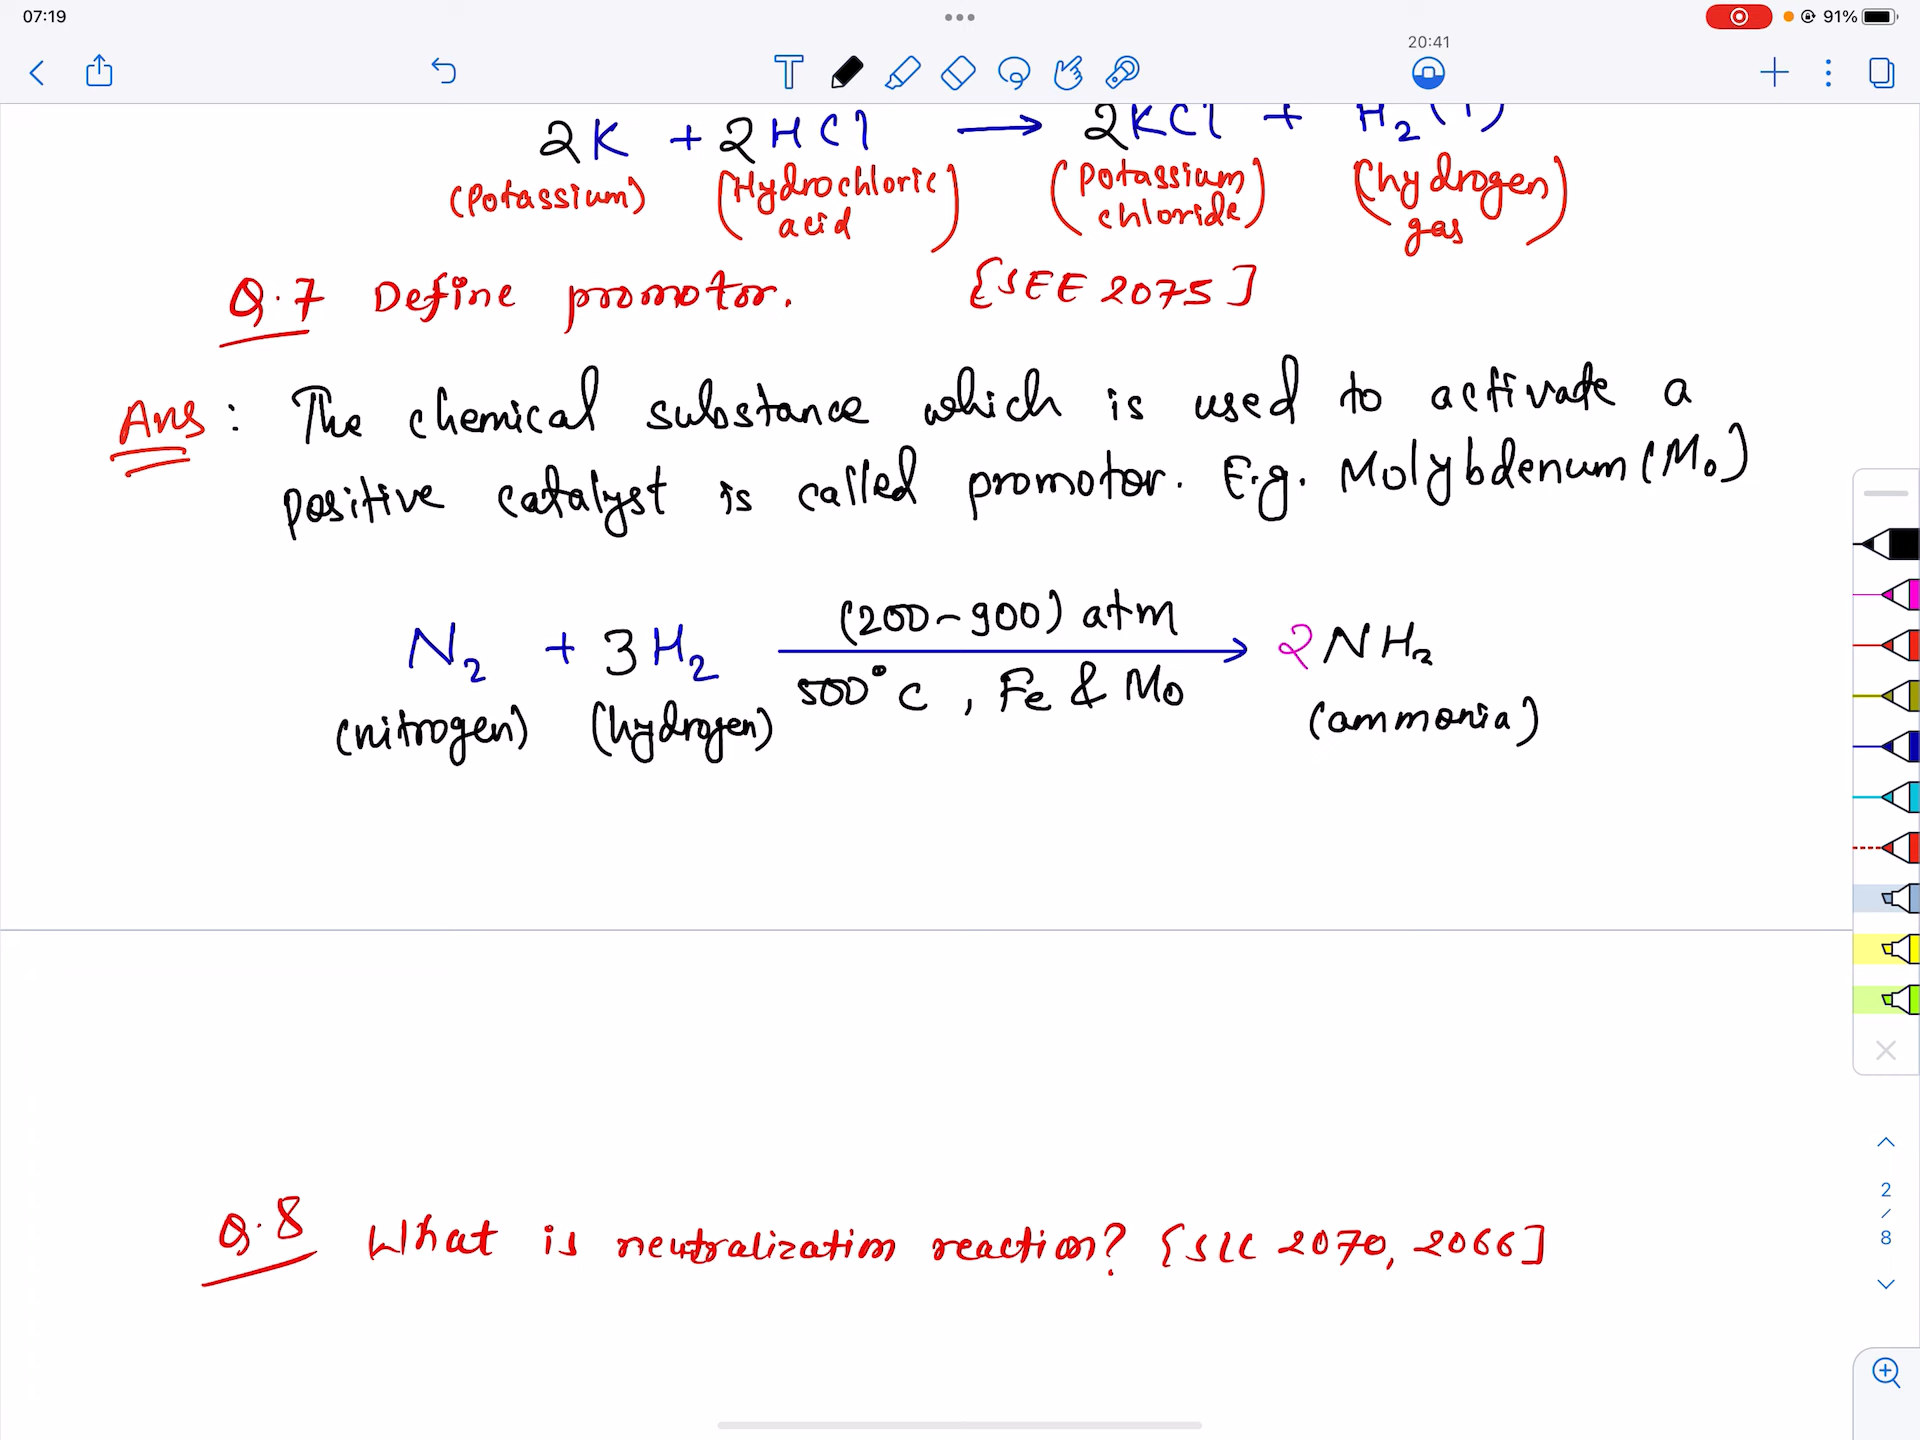 07:19
91%
20:41
2K + 2HCl → 2KCl + H₂(↑)
(Potassium) (Hydrochloric acid) (Potassium chloride) (hydrogen gas)
Q.7 Define promotor. [SEE 2075]
Ans: The chemical substance which is used to activate a
positive catalyst is called promotor. E.g. Molybdenum (Mo)
(200-900) atm
N₂ + 3H₂ → 2NH₃
500°C, Fe & Mo
(nitrogen) (hydrogen) (ammonia)
2
8
Q.8 What is neutralization reaction? [SLC 2070, 2066]